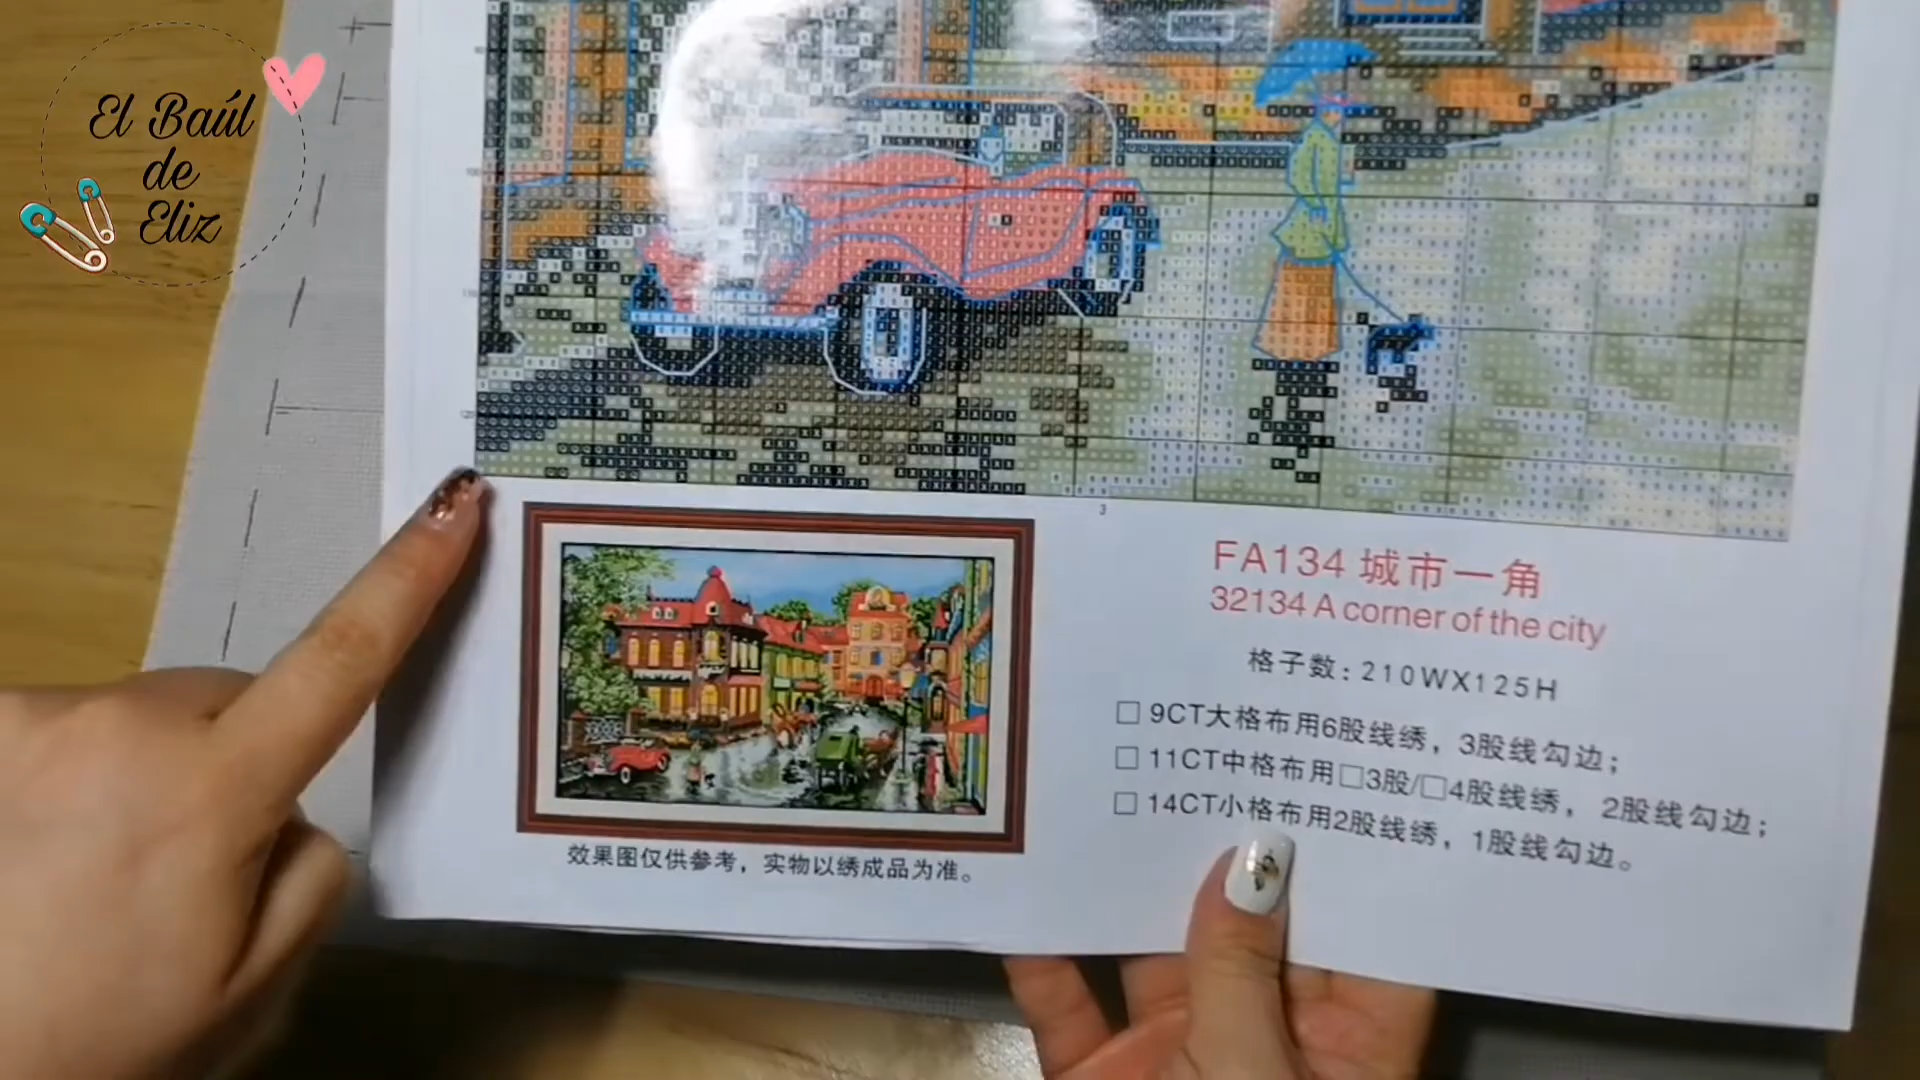 El Baúl
de
Eliz
3
FA134 城市一角
32134 A corner of the city
格子数:210WX125H
□ 9CT大格布用6股线绣，3股线勾边；
□ 11CT中格布用□3股/□4股线绣，2股线勾边；
□ 14CT小格布用2股线绣，1股线勾边。
效果图仅供参考，实物以绣成品为准。